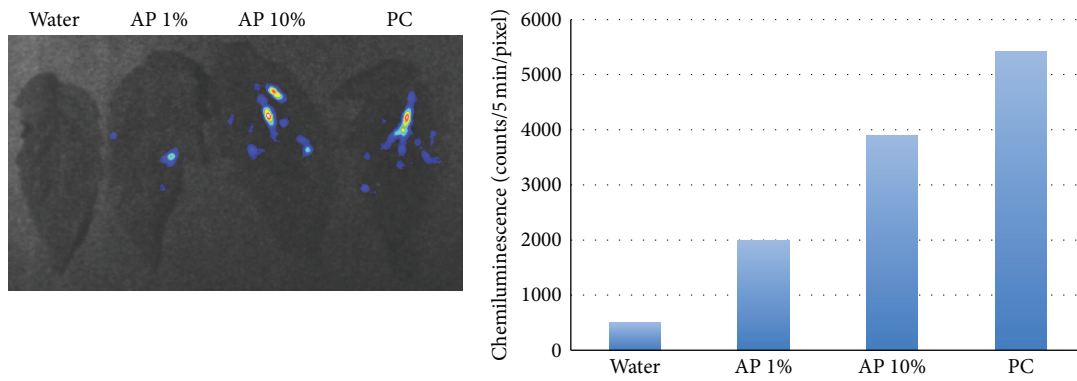 Water AP 1% AP 10% PC
Chemiluminescence (counts/5 min/pixel)
6000
5000
4000
3000
2000
1000
0
Water AP 1% AP 10% PC